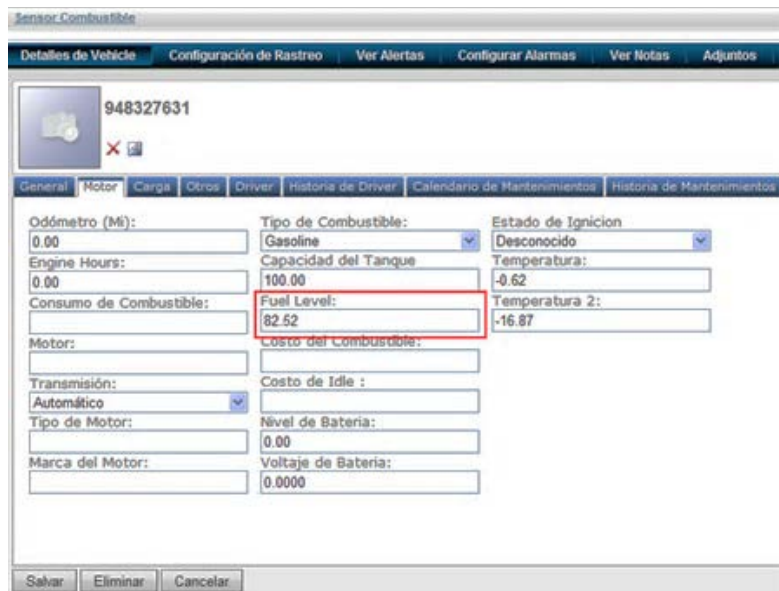 Sensor Combustible
Detalles de Vehicle Configuración de Rastreo Ver Alertas Configurar Alarmas Ver Notas Adjuntos
948327631
General Motor Carga Otros Driver Historia de Driver Calendario de Mantenimientos Historia de Mantenimientos
Odómetro (Mi): Tipo de Combustible: Estado de Ignicion
0.00 Gasoline Desconocido
Engine Hours: Capacidad del Tanque Temperatura:
0.00 100.00 -0.62
Consumo de Combustible: Fuel Level: Temperatura 2:
82.52 -16.87
Motor: Costo del Combustible:
Transmisión: Costo de Idle :
Automático
Tipo de Motor: Nivel de Bateria:
0.00
Marca del Motor: Voltaje de Bateria:
0.0000
Salvar Eliminar Cancelar